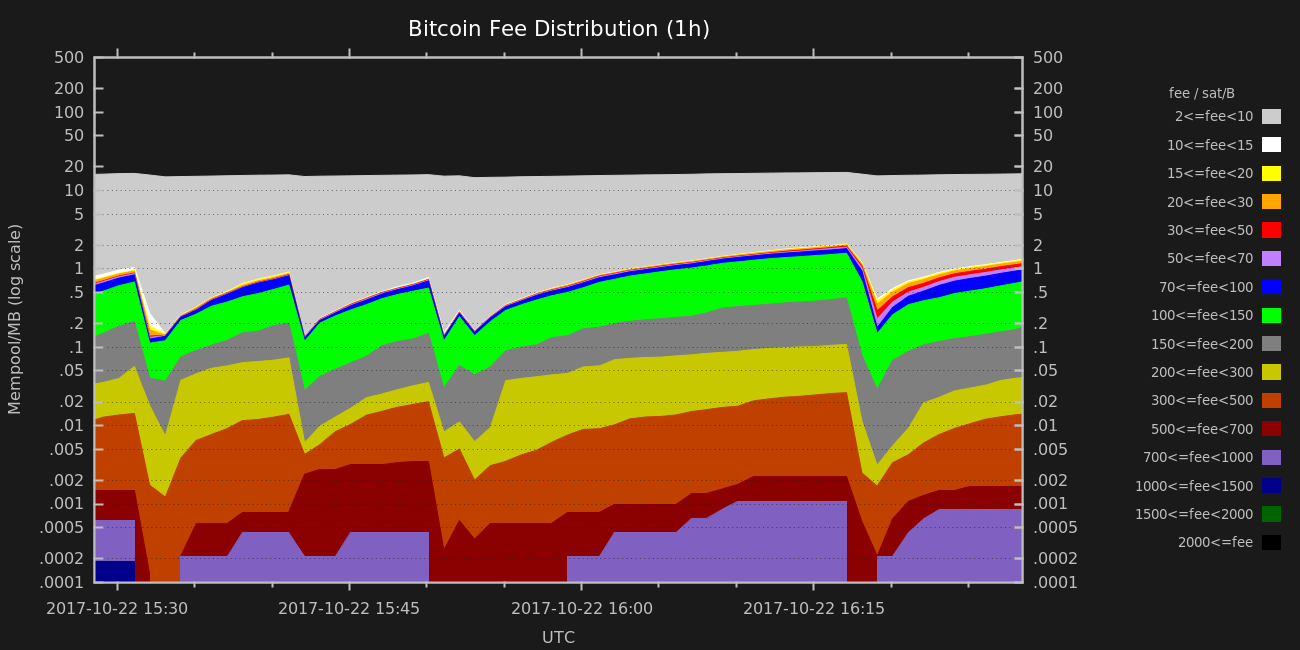 Bitcoin Fee Distribution (1h)
Mempool/MB (log scale)
500
200
100
50
20
10
5
2
1
.5
.2
.1
.05
.02
.01
.005
.002
.001
.0005
.0002
.0001
500
200
100
50
20
10
5
2
1
.5
.2
.1
.05
.02
.01
.005
.002
.001
.0005
.0002
.0001
2017-10-22 15:30
2017-10-22 15:45
2017-10-22 16:00
2017-10-22 16:15
UTC
fee / sat/B
2<=fee<10
10<=fee<15
15<=fee<20
20<=fee<30
30<=fee<50
50<=fee<70
70<=fee<100
100<=fee<150
150<=fee<200
200<=fee<300
300<=fee<500
500<=fee<700
700<=fee<1000
1000<=fee<1500
1500<=fee<2000
2000<=fee